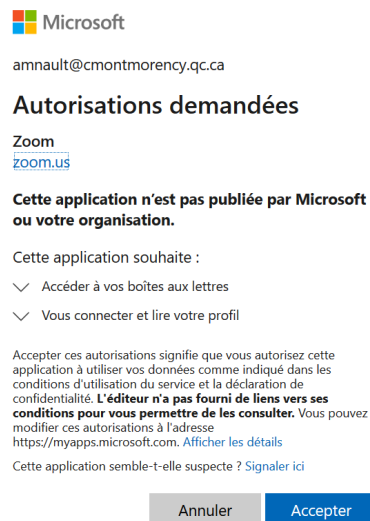 Microsoft
amnault@cmontmorency.qc.ca
Autorisations demandées
Zoom
zoom.us
Cette application n'est pas publiée par Microsoft
ou votre organisation.
Cette application souhaite :
Accéder à vos boîtes aux lettres
Vous connecter et lire votre profil
Accepter ces autorisations signifie que vous autorisez cette
application à utiliser vos données comme indiqué dans les
conditions d'utilisation du service et la déclaration de
confidentialité. L'éditeur n'a pas fourni de liens vers ses
conditions pour vous permettre de les consulter. Vous pouvez
modifier ces autorisations à l'adresse
https://myapps.microsoft.com. Afficher les détails
Cette application semble-t-elle suspecte ? Signaler ici
Annuler Accepter